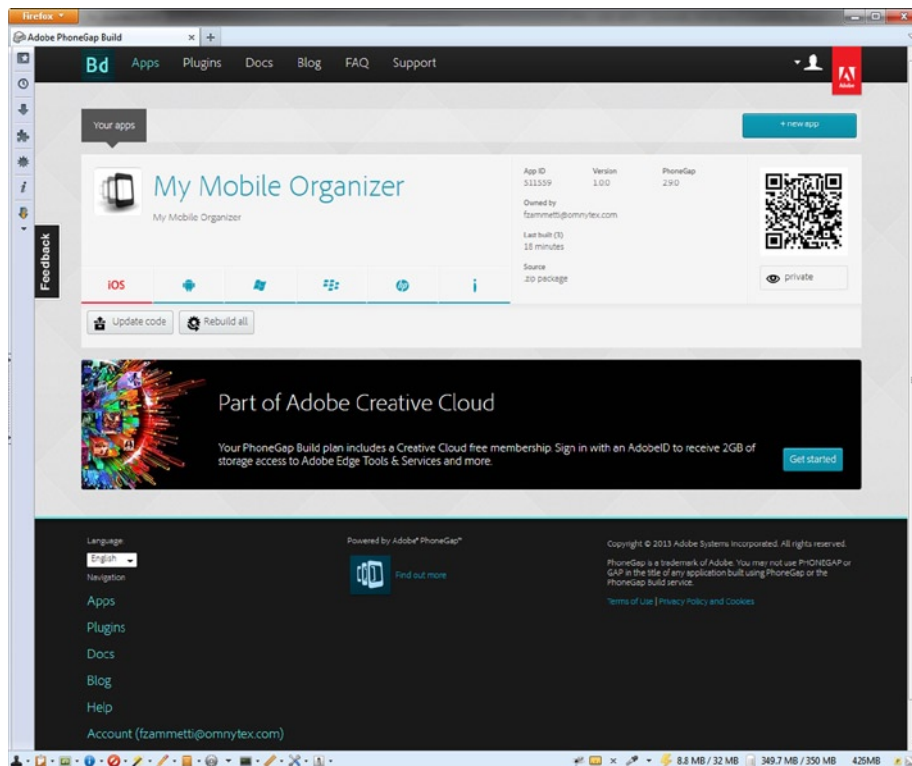 Firefox
Adobe PhoneGap Build
Bd Apps Plugins Docs Blog FAQ Support
Adobe
Your apps
+ new app
My Mobile Organizer
My Mobile Organizer
App ID Version PhoneGap
511559 1.0.0 2.9.0
Owned by
fzammetti@omnytex.com
Last built (3)
18 minutes
Source
.zip package
private
Feedback
iOS
Update code
Rebuild all
Part of Adobe Creative Cloud
Your PhoneGap Build plan includes a Creative Cloud free membership. Sign in with an AdobeID to receive 2GB of
storage access to Adobe Edge Tools & Services and more.
Get started
Language
English
Navigation
Apps
Plugins
Docs
Blog
Help
Account (fzammetti@omnytex.com)
Powered by Adobe® PhoneGap™
Find out more
Copyright © 2013 Adobe Systems Incorporated. All rights reserved.
PhoneGap is a trademark of Adobe. You may not use PHONEGAP or
GAP in the title of any application built using PhoneGap or the
PhoneGap Build service.
Terms of Use | Privacy Policy and Cookies
8.8 MB / 32 MB 349.7 MB / 350 MB 425MB